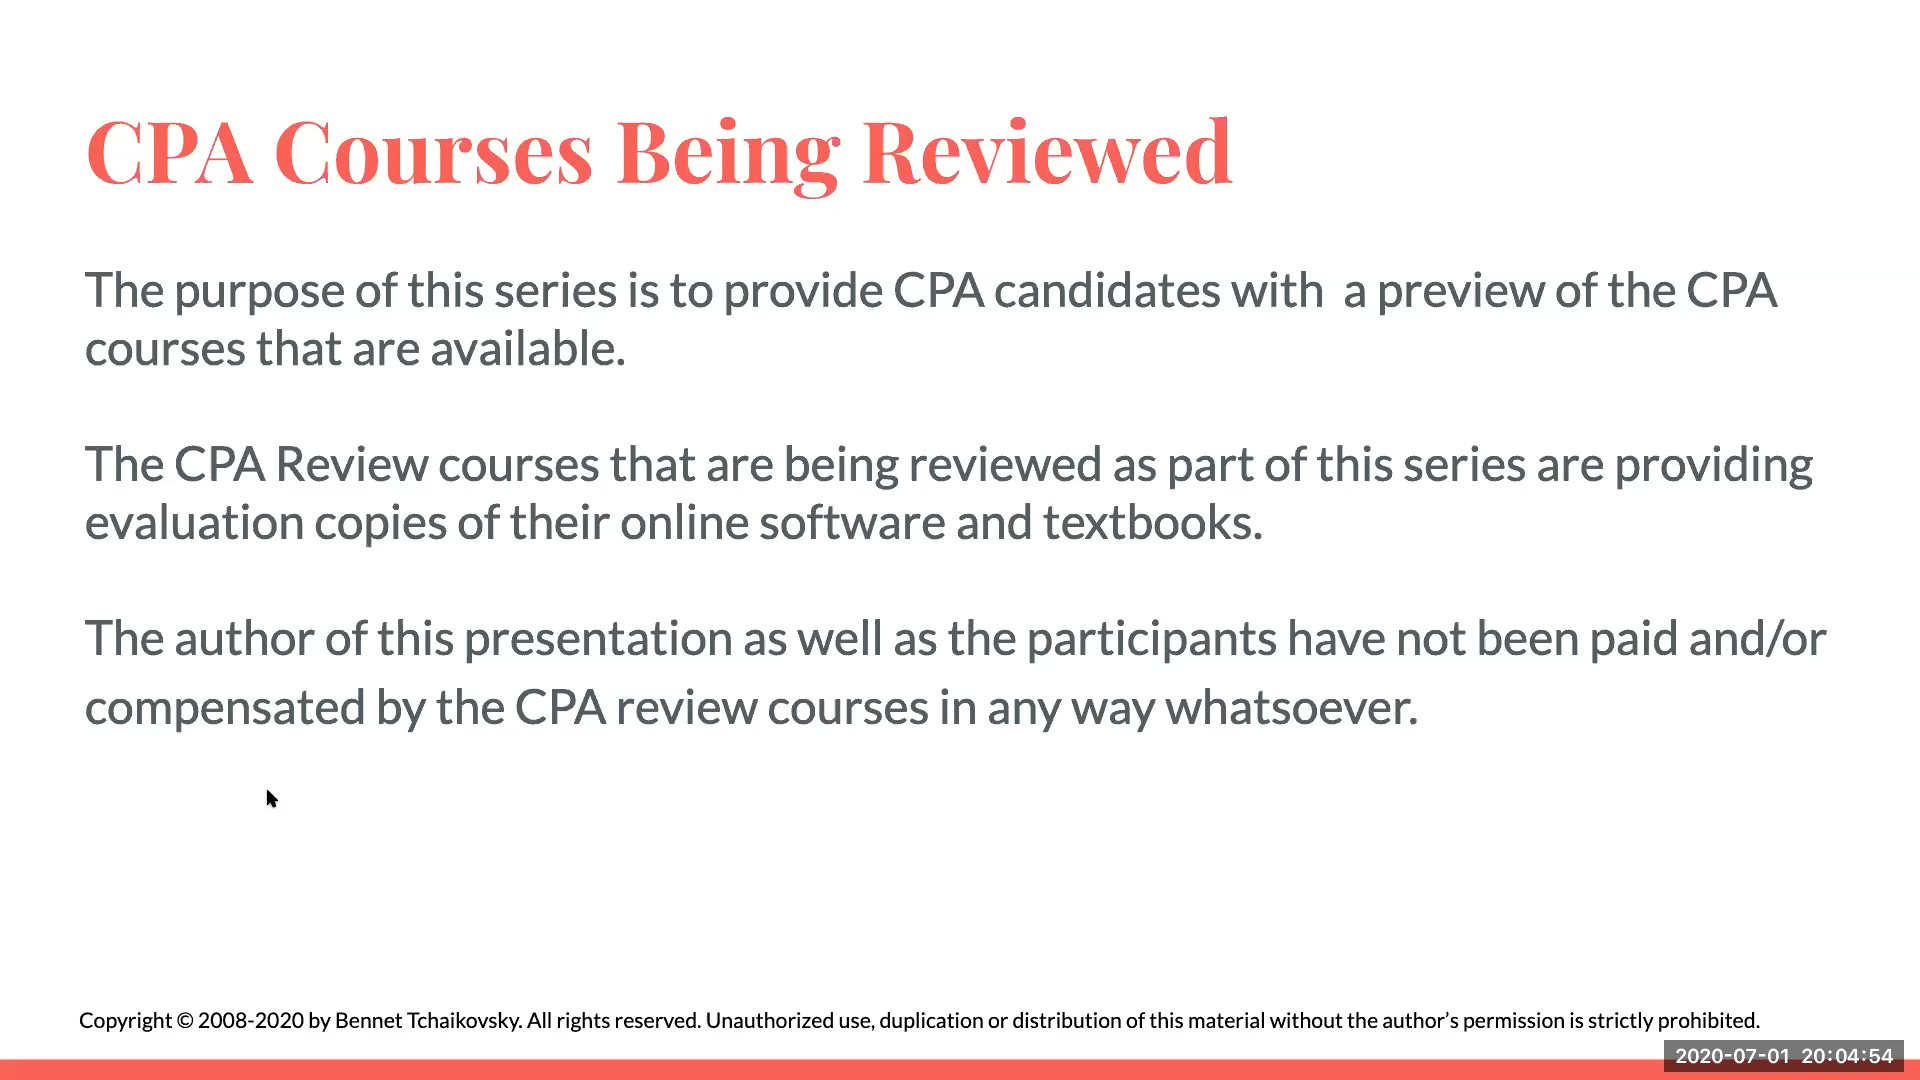 CPA Courses Being Reviewed
The purpose of this series is to provide CPA candidates with  a preview of the CPA
courses that are available.
The CPA Review courses that are being reviewed as part of this series are providing
evaluation copies of their online software and textbooks.
The author of this presentation as well as the participants have not been paid and/or
compensated by the CPA review courses in any way whatsoever.
Copyright © 2008-2020 by Bennet Tchaikovsky. All rights reserved. Unauthorized use, duplication or distribution of this material without the author’s permission is strictly prohibited.
2020-07-01 20:04:54